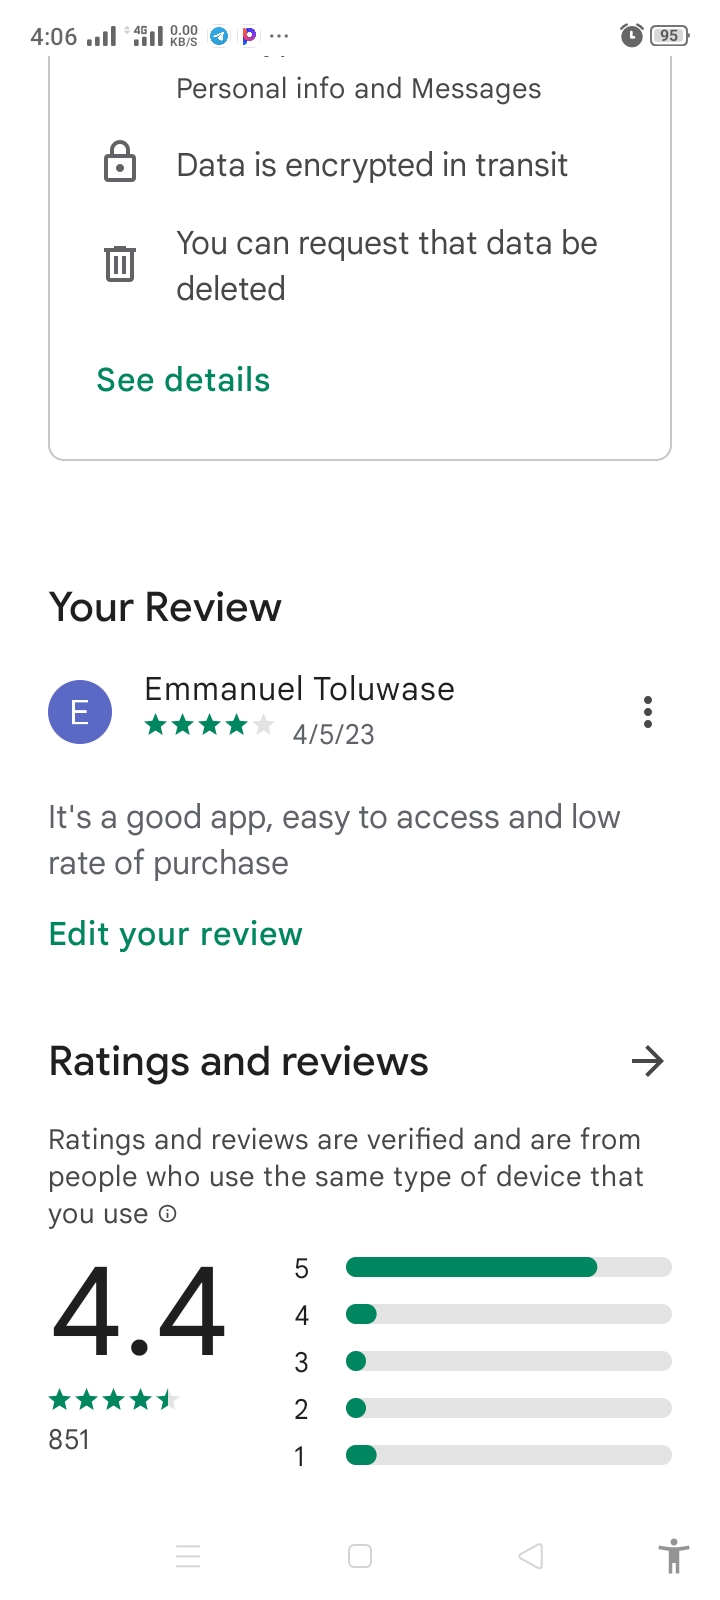 4:06 4G 0.00 KB/S 95
Personal info and Messages
Data is encrypted in transit
You can request that data be
deleted
See details
Your Review
E
Emmanuel Toluwase
4/5/23
It's a good app, easy to access and low
rate of purchase
Edit your review
Ratings and reviews
Ratings and reviews are verified and are from
people who use the same type of device that
you use
4.4
851
5
4
3
2
1